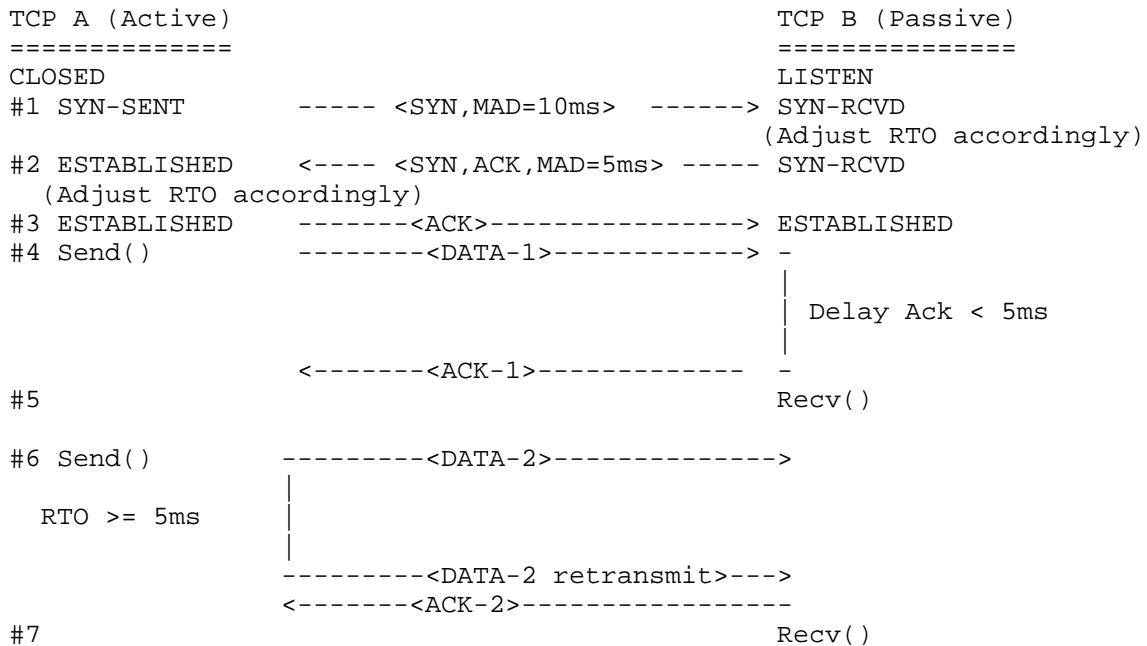 TCP A (Active)                                   TCP B (Passive)
==============                                   ===============
CLOSED                                           LISTEN
#1 SYN-SENT       ----- <SYN,MAD=10ms>  ------> SYN-RCVD
                                                (Adjust RTO accordingly)
#2 ESTABLISHED    <---- <SYN,ACK,MAD=5ms> ----- SYN-RCVD
  (Adjust RTO accordingly)
#3 ESTABLISHED    -------<ACK>----------------> ESTABLISHED
#4 Send()         --------<DATA-1>------------> -
                                                |
                                                | Delay Ack < 5ms
                                                |
                  <-------<ACK-1>-------------  -
#5                                              Recv()
#6 Send()        ---------<DATA-2>-------------->
                 |
  RTO >= 5ms     |
                 |
                 ---------<DATA-2 retransmit>--->
                 <-------<ACK-2>-----------------
#7                                              Recv()